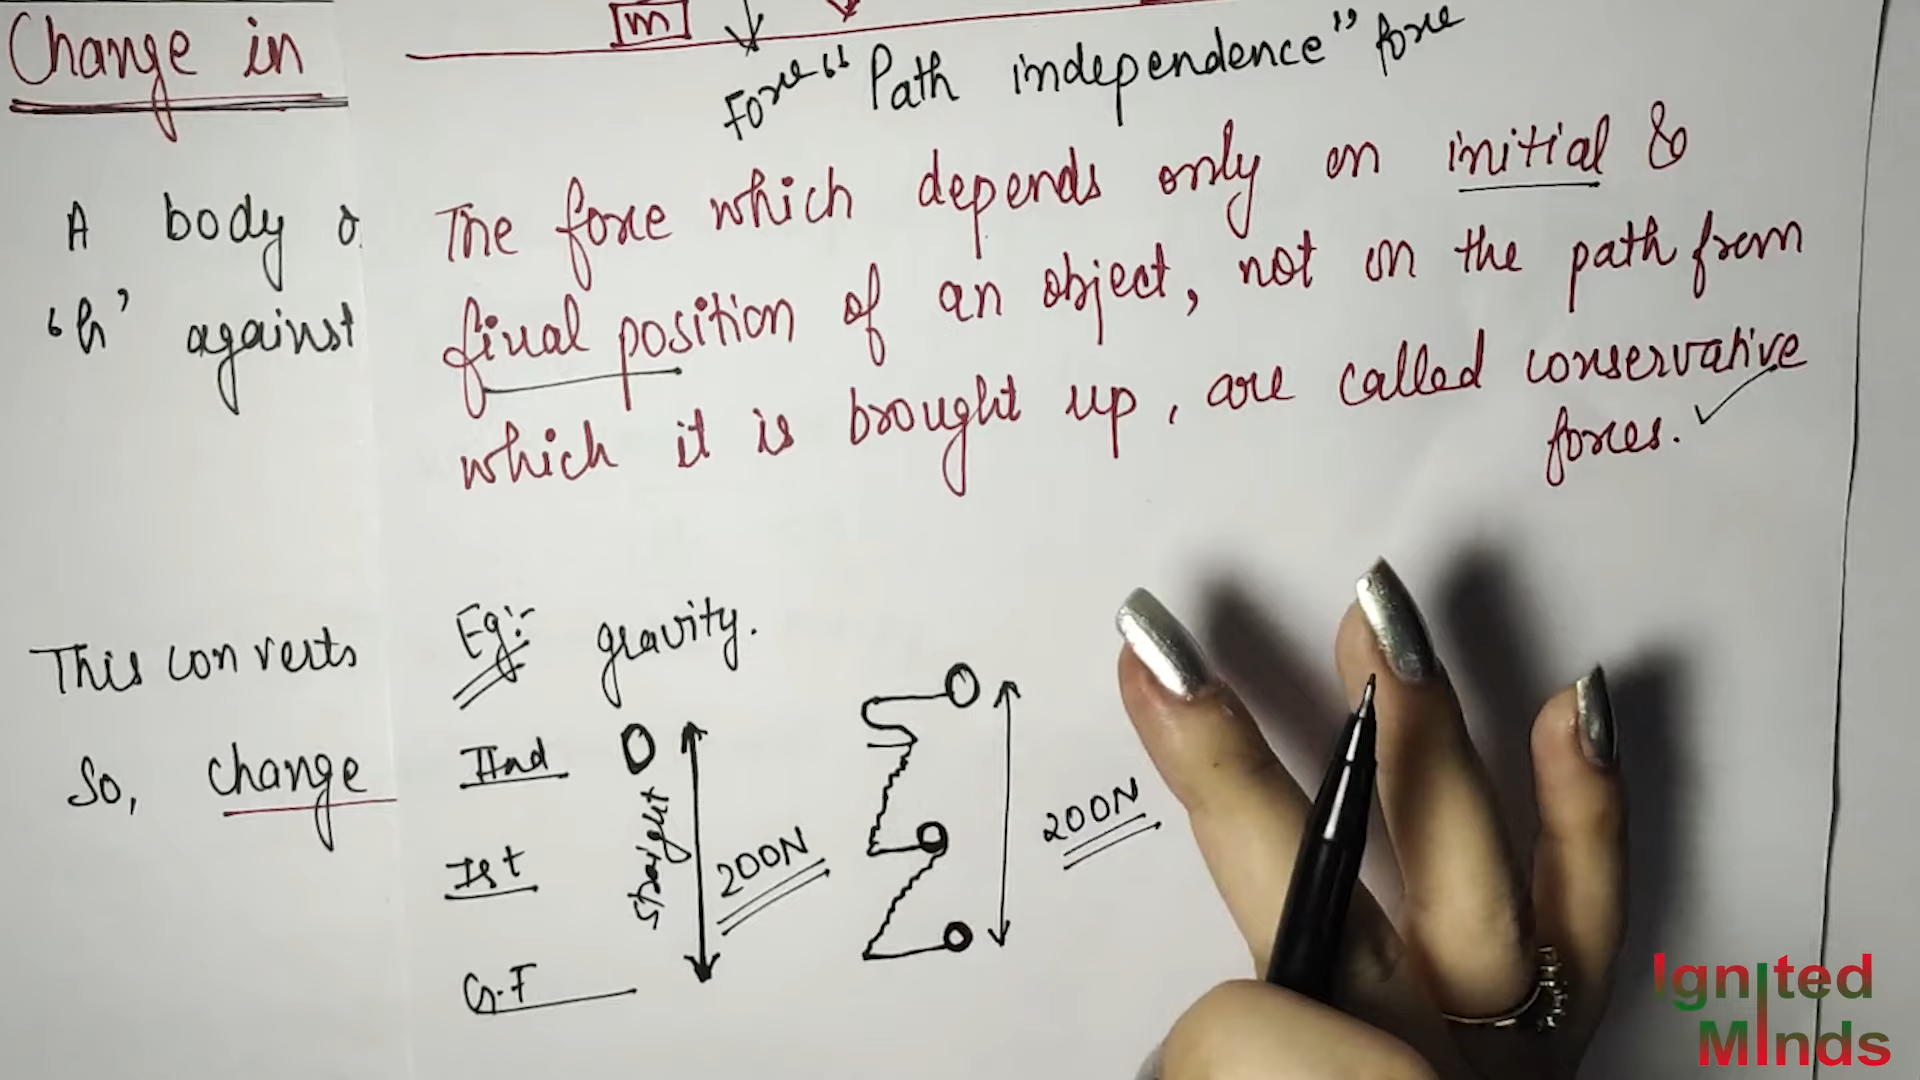 Change in
m
Force "Path independence" force
The force which depends only on initial &
final position of an object, not on the path from
which it is brought up, are called conservative
forces.
A body o
'h' against
This converts
So, change
Eg:- gravity.
IInd
Ist
G.F
straight
200N
200N
Ignited
Minds